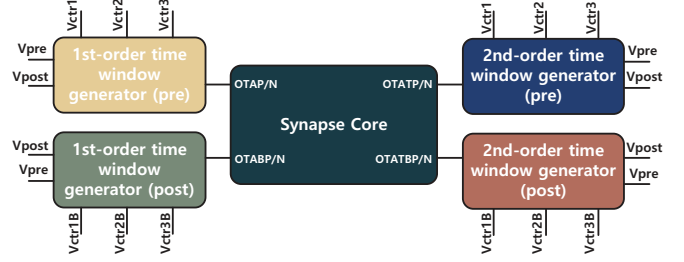 Vctr1
Vctr2
Vctr3
Vpre
Vpost
1st-order time
window
generator (pre)
Vctr1
Vctr2
Vctr3
2nd-order time
window generator
(pre)
Vpre
Vpost
OTAP/N
OTATP/N
Synapse Core
OTABP/N
OTATBP/N
Vpost
Vpre
1st-order time
window
generator (post)
Vctr1B
Vctr2B
Vctr3B
2nd-order time
window generator
(post)
Vpost
Vpre
Vctr1B
Vctr2B
Vctr3B